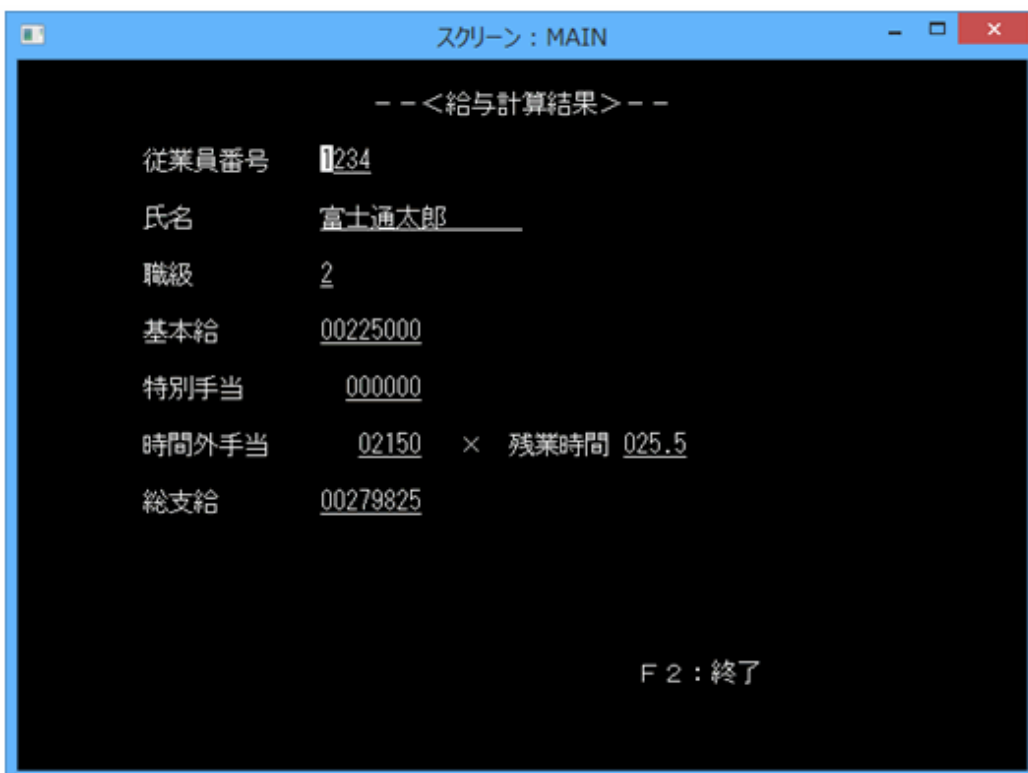 スクリーン：MAIN
－－＜給与計算結果＞－－
従業員番号 1234
氏名 富士通太郎
職級 2
基本給 00225000
特別手当 000000
時間外手当 02150 × 残業時間 025.5
総支給 00279825
Ｆ２：終了